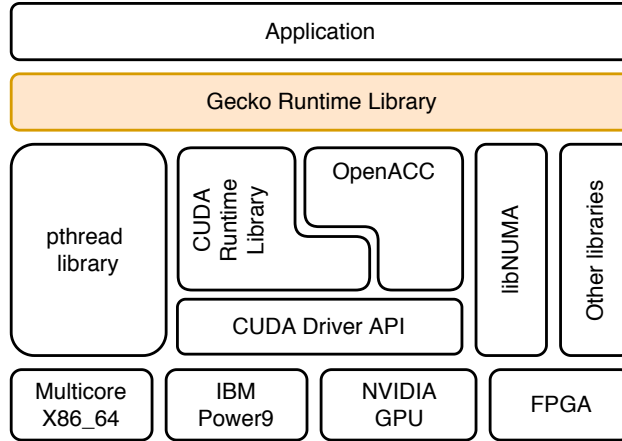 Application
Gecko Runtime Library
pthread
library
CUDA
Runtime
Library
OpenACC
libNUMA
Other libraries
CUDA Driver API
Multicore
X86_64
IBM
Power9
NVIDIA
GPU
FPGA